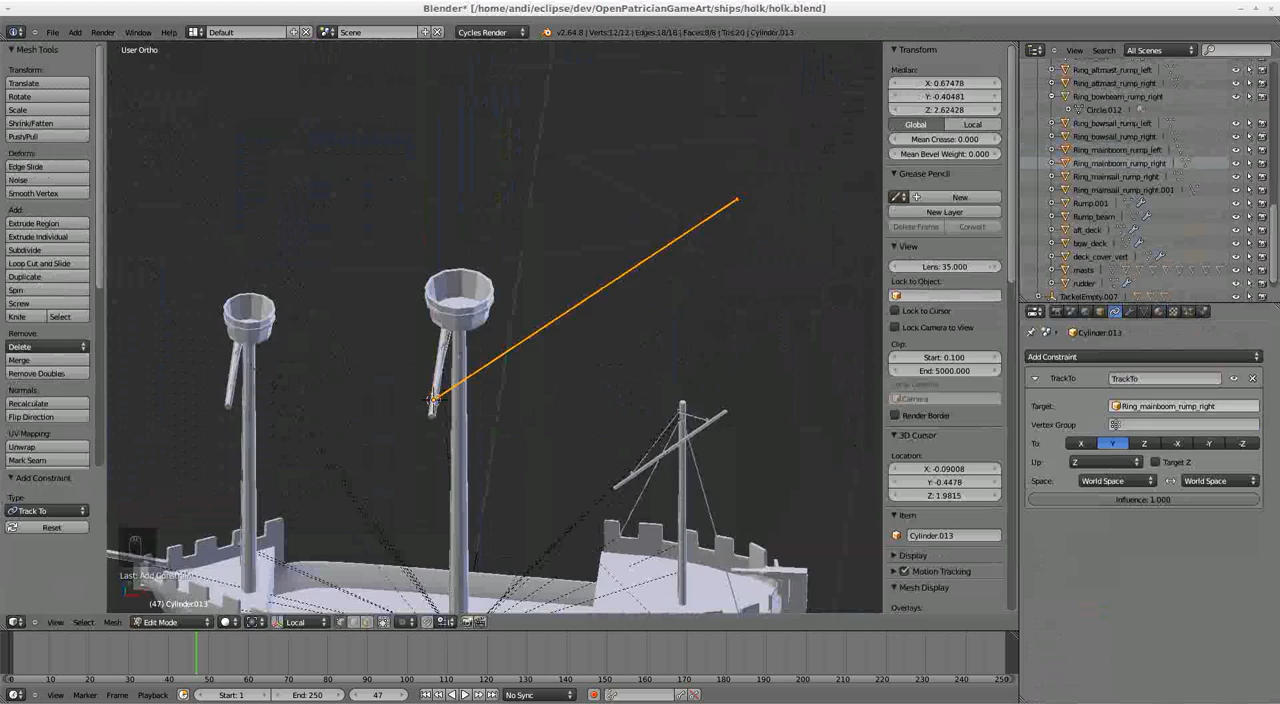 Blender* [/home/andi/eclipse/dev/OpenPatricianGameArt/ships/holk/holk.blend]
File Add Render Window Help Default Scene Cycles Render v2.64.8 | Verts:12/12 | Edges:18/18 | Faces:8/8 | Tris:20 | Cylinder.013
Mesh Tools
Transform:
Translate
Rotate
Scale
Shrink/Fatten
Push/Pull
Deform:
Edge Slide
Noise
Smooth Vertex
Add:
Extrude Region
Extrude Individual
Subdivide
Loop Cut and Slide
Duplicate
Spin
Screw
Knife Select
Remove:
Delete
Merge
Remove Doubles
Normals:
Recalculate
Flip Direction
UV Mapping:
Unwrap
Mark Seam
Add Constraint
Type
Track To
Reset
User Ortho
Last: Add Constraint
(47) Cylinder.013
View Select Mesh Edit Mode Local
Transform
Median:
X: 0.67478
Y: -0.40481
Z: 2.62428
Global Local
Mean Crease: 0.000
Mean Bevel Weight: 0.000
Grease Pencil
New
New Layer
Delete Frame Convert
View
Lens: 35.000
Lock to Object:
Lock to Cursor
Lock Camera to View
Clip:
Start: 0.100
End: 5000.000
Local Camera:
Camera
Render Border
3D Cursor
Location:
X: -0.09008
Y: -0.4478
Z: 1.9815
Item
Cylinder.013
Display
Motion Tracking
Mesh Display
Overlays:
View Search All Scenes
Ring_aftmast_rump_left
Ring_aftmast_rump_right
Ring_bowbeam_rump_right
Circle.012
Ring_bowsail_rump_left
Ring_bowsail_rump_right
Ring_mainboom_rump_left
Ring_mainboom_rump_right
Ring_mainsail_rump_right
Ring_mainsail_rump_right.001
Rump.001
Rump_beam
aft_deck
bow_deck
deck_cover_vert
masts
rudder
TackelEmpty.007
Cylinder.013
Add Constraint
TrackTo TrackTo
Target: Ring_mainboom_rump_right
Vertex Group
To: X Y Z -X -Y -Z
Up: Z Target Z
Space: World Space World Space
Influence: 1.000
0 10 20 30 40 50 60 70 80 90 100 110 120 130 140 150 160 170 180 190 200 210 220 230 240 250
View Marker Frame Playback Start: 1 End: 250 47 No Sync